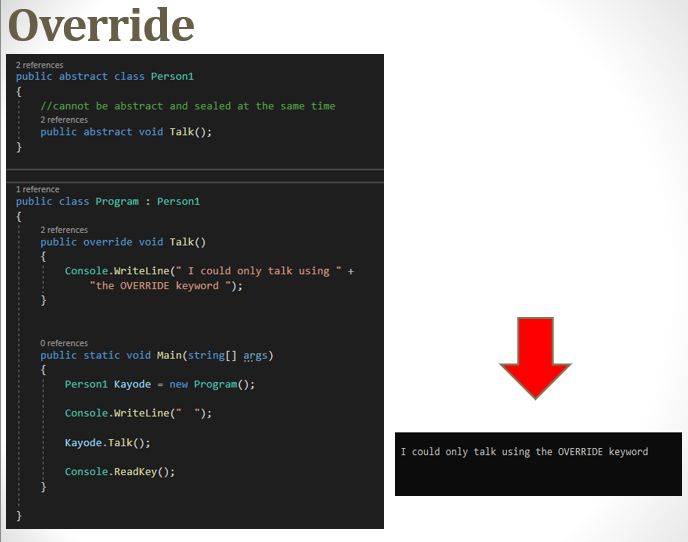 Override
2 references
public abstract class Person1
{
//cannot be abstract and sealed at the same time
2 references
public abstract void Talk();
}
1 reference
public class Program : Person1
{
2 references
public override void Talk()
{
Console.WriteLine(" I could only talk using " +
"the OVERRIDE keyword ");
}
0 references
public static void Main(string[] args)
{
Person1 Kayode = new Program();
Console.WriteLine("  ");
Kayode.Talk();
Console.ReadKey();
}
}
I could only talk using the OVERRIDE keyword